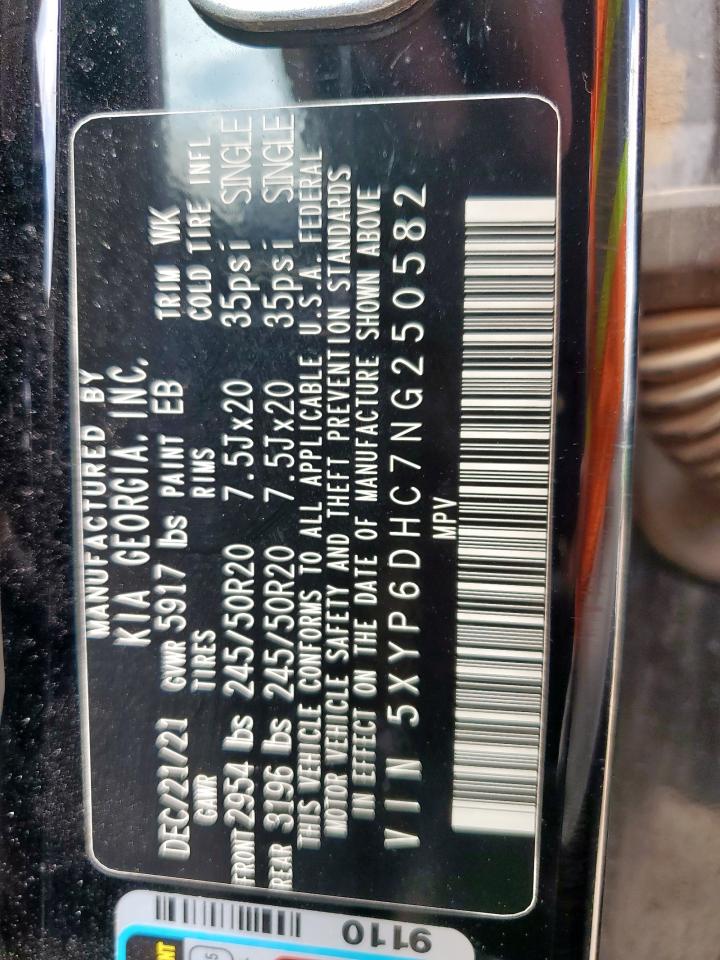 MANUFACTURED BY
KIA GEORGIA, INC.
DEC/21/21 GVWR 5917 lbs PAINT EB TRIM WK
GAWR TIRES RIMS COLD TIRE INFL
FRONT 2954 lbs 245/50R20 7.5Jx20 35psi SINGLE
REAR 3196 lbs 245/50R20 7.5Jx20 35psi SINGLE
THIS VEHICLE CONFORMS TO ALL APPLICABLE U.S.A. FEDERAL
MOTOR VEHICLE SAFETY AND THEFT PREVENTION STANDARDS
IN EFFECT ON THE DATE OF MANUFACTURE SHOWN ABOVE
VIN 5XYP6DHC7NG250582
MPV
9110